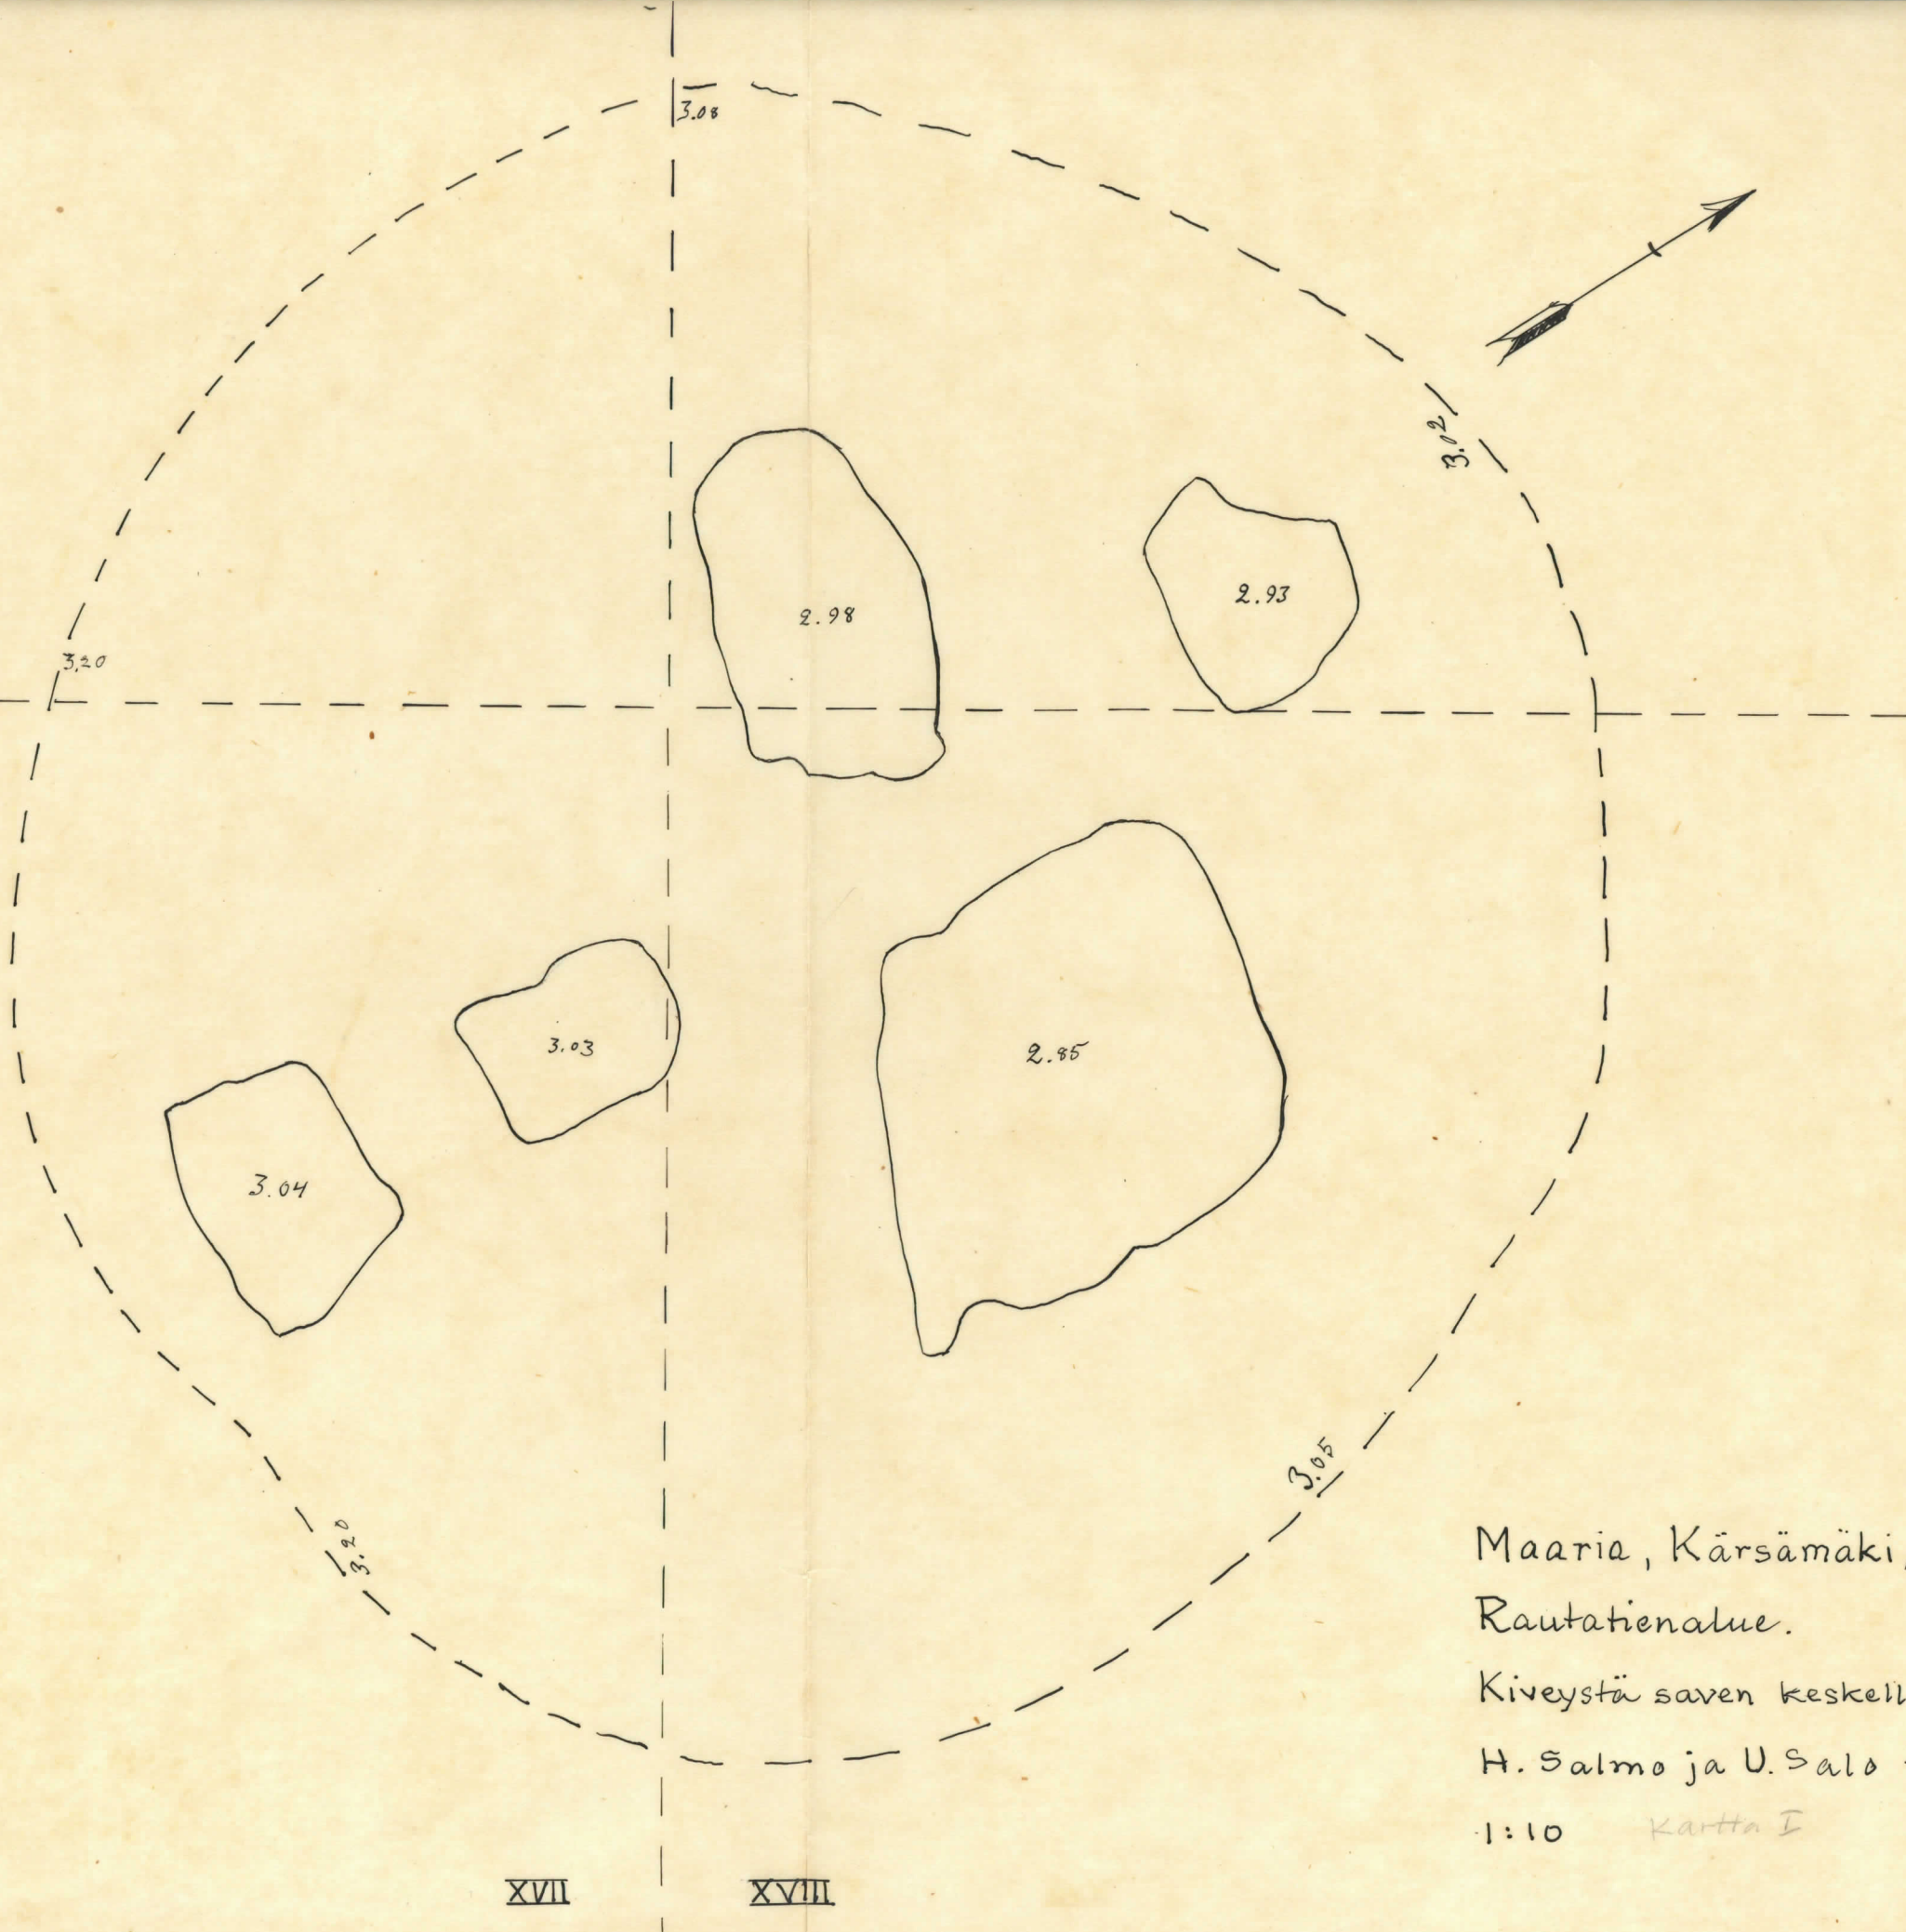 3.08
3.02
2.93
2.98
3.20
2.85
3.03
3.04
3.05
3.20
Maaria, Kärsämäki,
Rautatienalue.
Kiveystä saven keskell
H. Salmo ja U. Salo
1:10 Kartta I
XVII XVIII